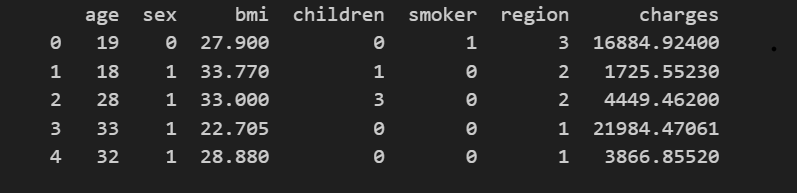 age sex bmi children smoker region charges
0 19 0 27.900 0 1 3 16884.92400
1 18 1 33.770 1 0 2 1725.55230
2 28 1 33.000 3 0 2 4449.46200
3 33 1 22.705 0 0 1 21984.47061
4 32 1 28.880 0 0 1 3866.85520